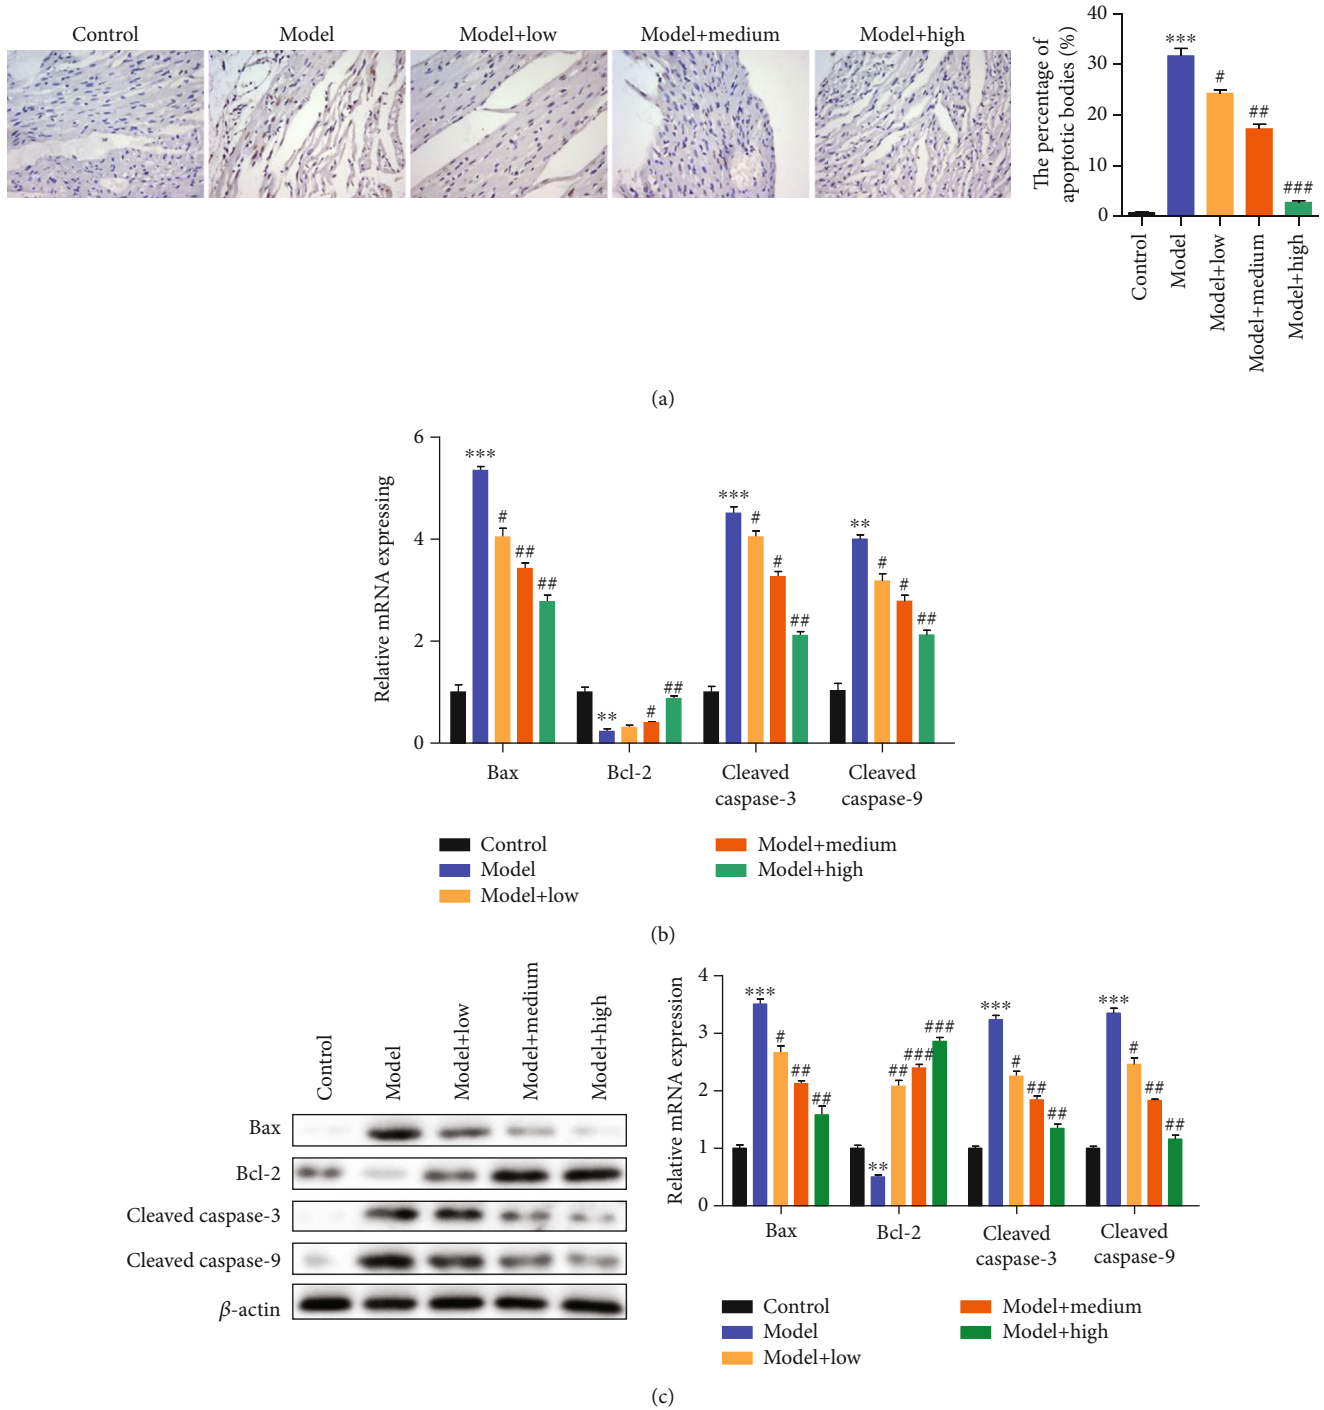 Control
Model
Model+low
Model+medium
Model+high
The percentage of
apoptotic bodies (%)
40
30
20
10
0
***
#
##
###
Control
Model
Model+low
Model+medium
Model+high
(a)
Relative mRNA expressing
6
4
2
0
***
#
##
##
**
#
##
***
#
#
##
**
#
#
##
Bax
Bcl-2
Cleaved
caspase-3
Cleaved
caspase-9
Control
Model
Model+low
Model+medium
Model+high
(b)
Control
Model
Model+low
Model+medium
Model+high
Bax
Bcl-2
Cleaved caspase-3
Cleaved caspase-9
β-actin
Relative mRNA expression
4
3
2
1
0
***
#
##
##
**
##
###
###
***
#
##
##
***
#
##
##
Bax
Bcl-2
Cleaved
caspase-3
Cleaved
caspase-9
Control
Model
Model+low
Model+medium
Model+high
(c)